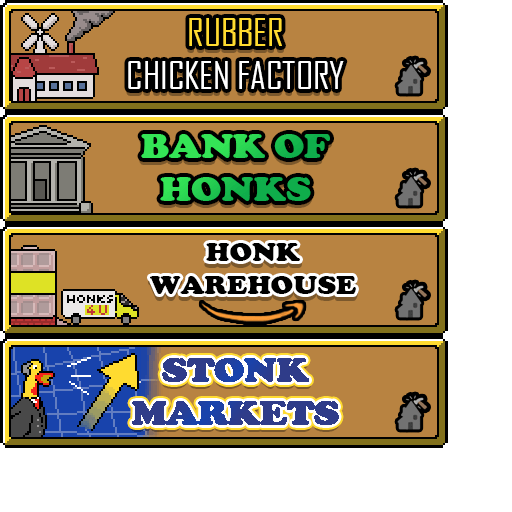 RUBBER
CHICKEN FACTORY
BANK OF
HONKS
HONK
WAREHOUSE
HONKS
4U
STONK
MARKETS